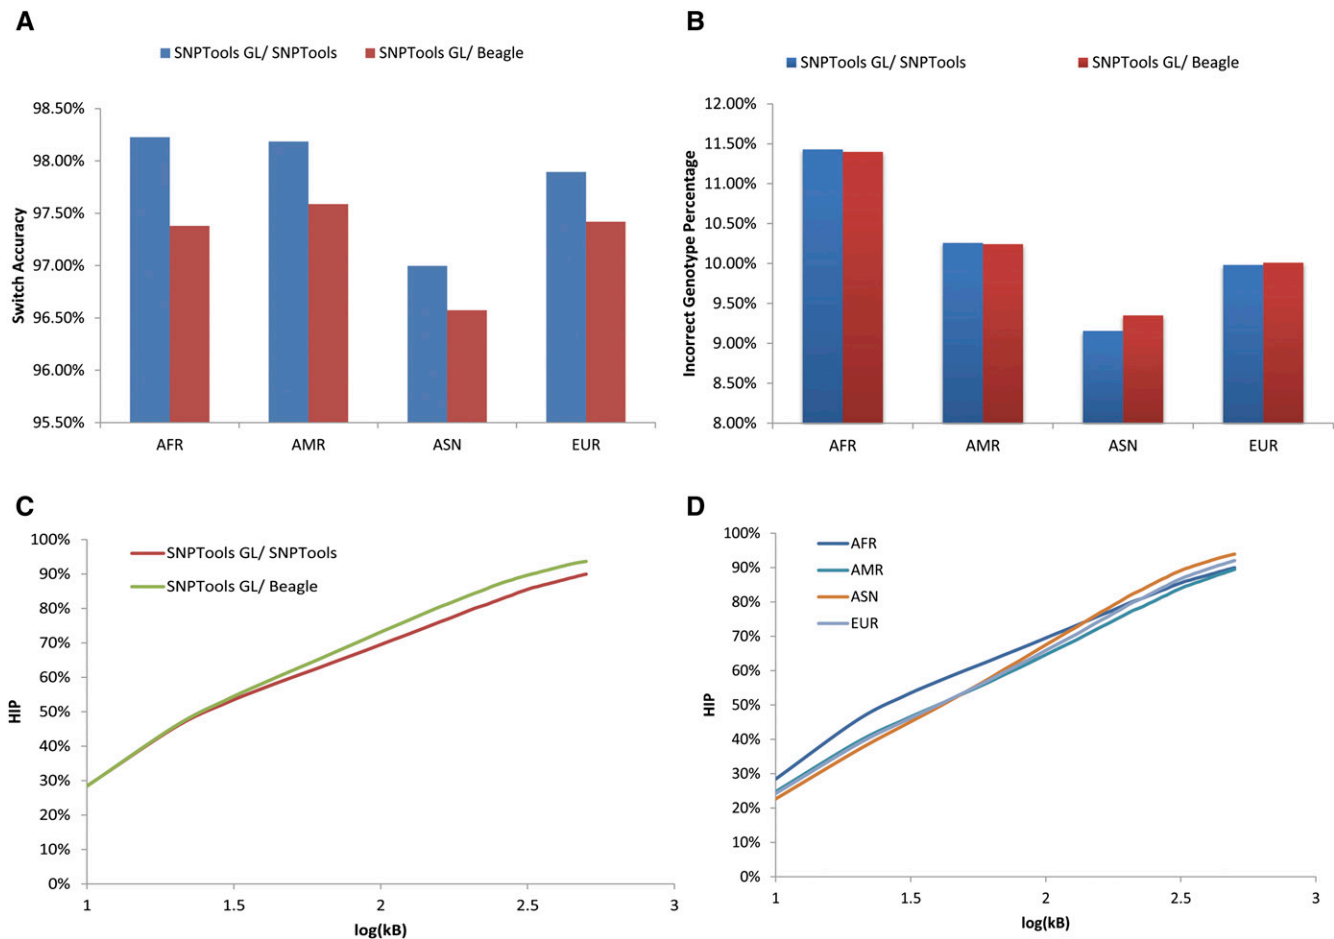 A
SNPTools GL/ SNPTools
SNPTools GL/ Beagle
98.50%
98.00%
97.50%
97.00%
96.50%
96.00%
95.50%
Switch Accuracy
AFR
AMR
ASN
EUR
B
SNPTools GL/ SNPTools
SNPTools GL/ Beagle
12.00%
11.50%
11.00%
10.50%
10.00%
9.50%
9.00%
8.50%
8.00%
Incorrect Genotype Percentage
AFR
AMR
ASN
EUR
C
SNPTools GL/ SNPTools
SNPTools GL/ Beagle
100%
90%
80%
70%
60%
50%
40%
30%
20%
10%
0%
HIP
1
1.5
2
2.5
3
log(kB)
D
AFR
AMR
ASN
EUR
100%
90%
80%
70%
60%
50%
40%
30%
20%
10%
0%
HIP
1
1.5
2
2.5
3
log(kB)